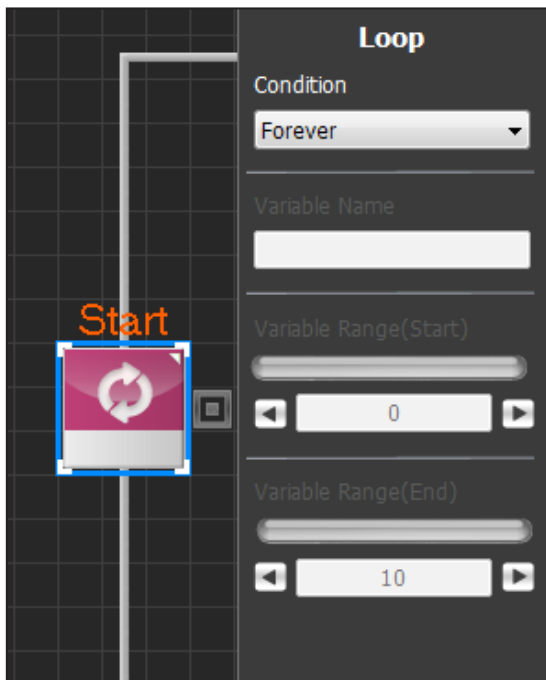 Loop
Condition
Forever
Variable Name
Start
Variable Range(Start)
0
Variable Range(End)
10